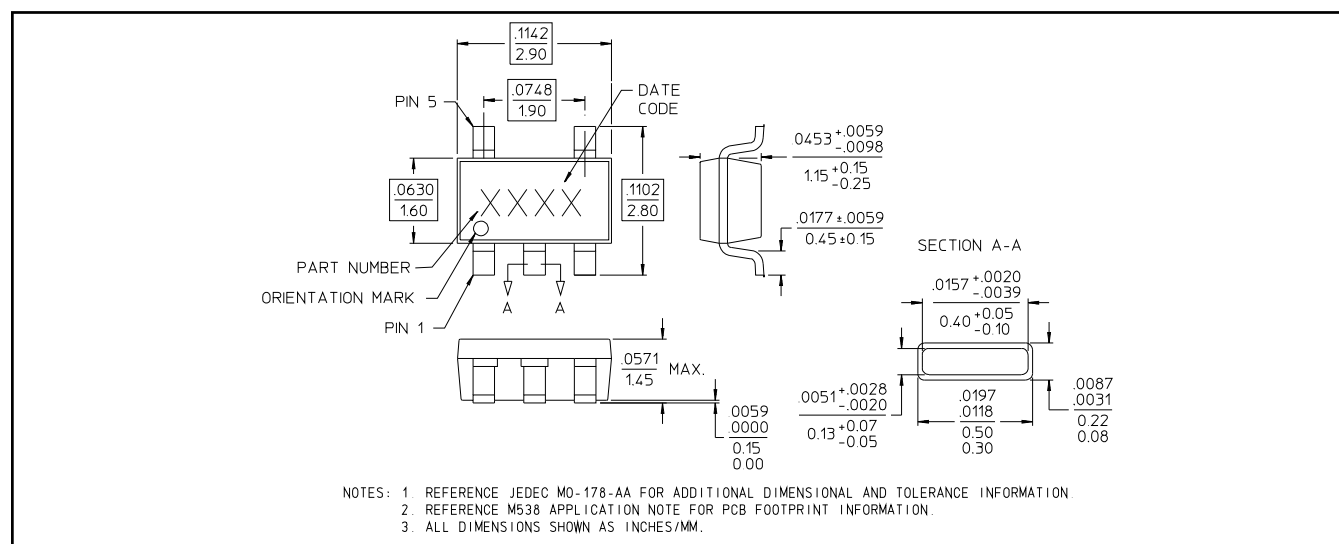 .1142
2.90
.0748
1.90
DATE
CODE
PIN 5
.0630
1.60
XXXX
.1102
2.80
PART NUMBER
ORIENTATION MARK
PIN 1
A A
.0453 +.0059
-.0098
1.15 +0.15
-0.25
.0177 ±.0059
0.45 ±0.15
SECTION A-A
.0157 +.0020
-.0039
0.40 +0.05
-0.10
.0571
1.45
MAX.
.0059
.0000
0.15
0.00
.0051 +.0028
-.0020
0.13 +0.07
-0.05
.0197
.0118
0.50
0.30
.0087
.0031
0.22
0.08
NOTES: 1. REFERENCE JEDEC MO-178-AA FOR ADDITIONAL DIMENSIONAL AND TOLERANCE INFORMATION.
2. REFERENCE M538 APPLICATION NOTE FOR PCB FOOTPRINT INFORMATION.
3. ALL DIMENSIONS SHOWN AS INCHES/MM.